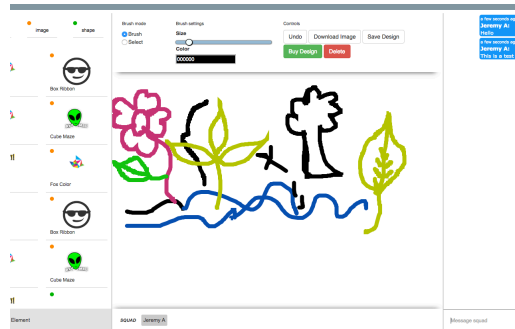 image
shape
Box Ribbon
Cube Maze
Fox Color
Box Ribbon
Cube Maze
Element
Brush mode
Brush
Select
Brush settings
Size
Color
000000
Controls
Undo
Download Image
Save Design
Buy Design
Delete
SQUAD
Jeremy A
a few seconds ag
Jeremy A:
Hello
a few seconds ag
Jeremy A:
This is a test
Message squad